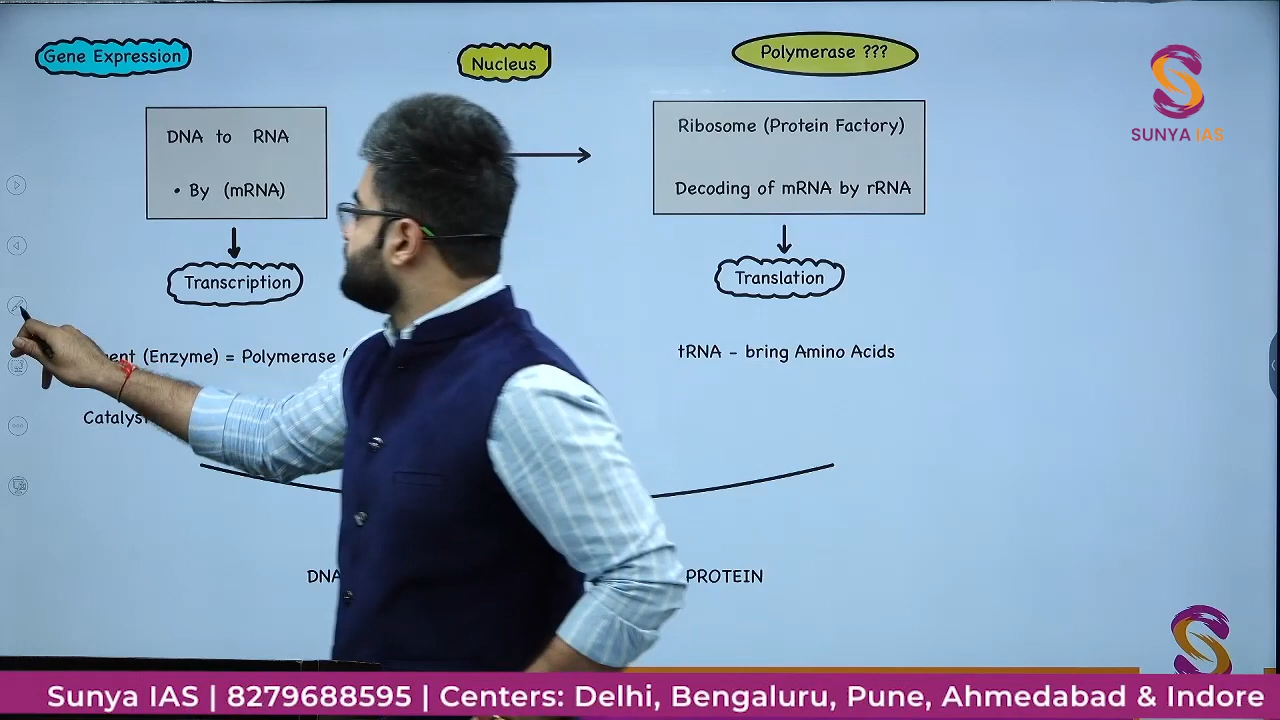 Gene Expression
Nucleus
Polymerase ???
SUNYA IAS
DNA to RNA
• By (mRNA)
Ribosome (Protein Factory)
Decoding of mRNA by rRNA
Transcription
Translation
(Enzyme) = Polymerase (
tRNA - bring Amino Acids
DNA
PROTEIN
Sunya IAS | 8279688595 | Centers: Delhi, Bengaluru, Pune, Ahmedabad & Indore